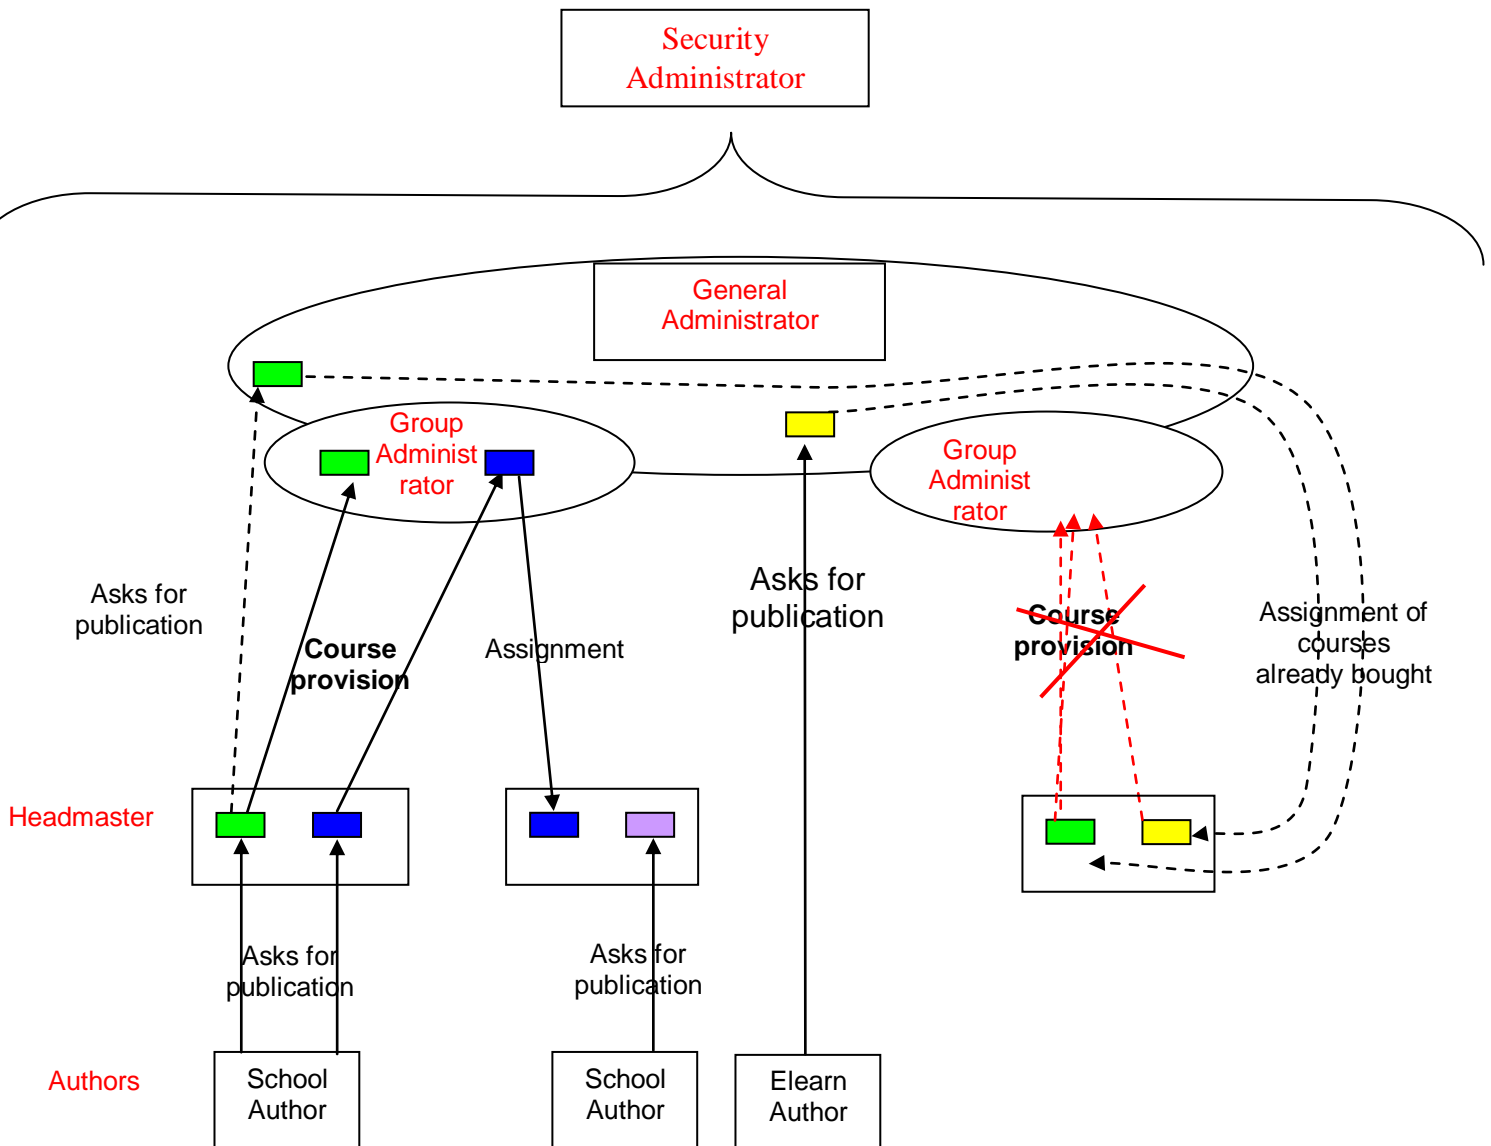 Security
Administrator
General
Administrator
Group
Administ
rator
Group
Administ
rator
Asks for
publication
Course
provision
Assignment
Asks for
publication
Course
provision
Assignment of
courses
already bought
Headmaster
Asks for
publication
Asks for
publication
Authors
School
Author
School
Author
Elearn
Author